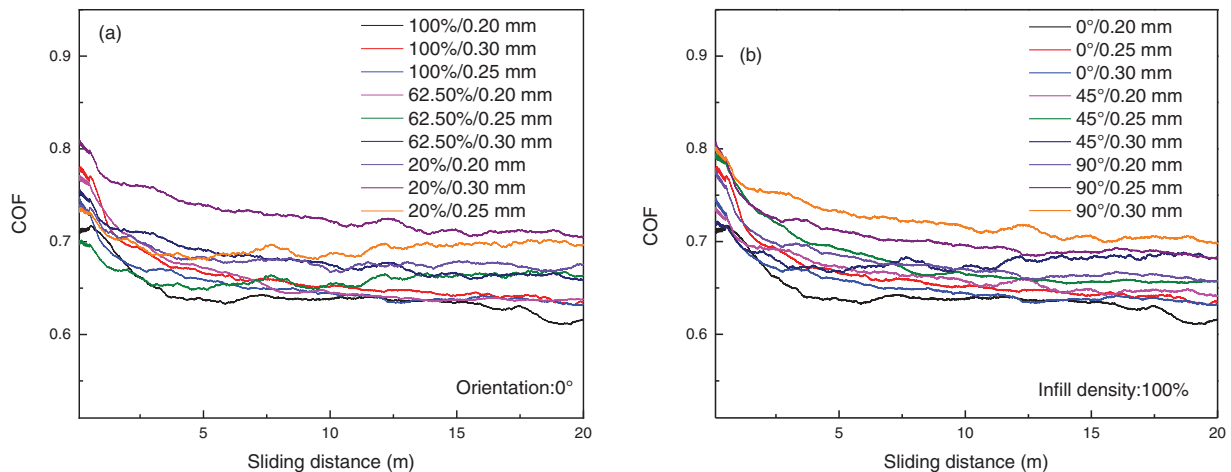 (a)
100%/0.20 mm
100%/0.30 mm
100%/0.25 mm
62.50%/0.20 mm
62.50%/0.25 mm
62.50%/0.30 mm
20%/0.20 mm
20%/0.30 mm
20%/0.25 mm
0.9
0.8
0.7
0.6
COF
Orientation:0°
5
10
15
20
Sliding distance (m)
(b)
0°/0.20 mm
0°/0.25 mm
0°/0.30 mm
45°/0.20 mm
45°/0.25 mm
45°/0.30 mm
90°/0.20 mm
90°/0.25 mm
90°/0.30 mm
0.9
0.8
0.7
0.6
COF
Infill density:100%
5
10
15
20
Sliding distance (m)